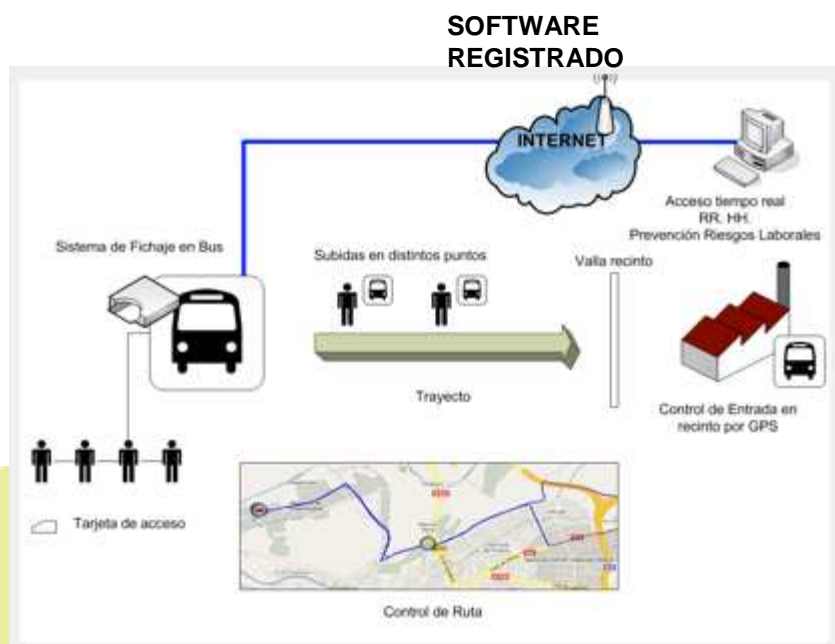 SOFTWARE
REGISTRADO
INTERNET
Acceso tiempo real
RR. HH.
Prevención Riesgos Laborales
Sistema de Fichaje en Bus
Subidas en distintos puntos
Valla recinto
Trayecto
Control de Entrada en
recinto por GPS
Tarjeta de acceso
Control de Ruta